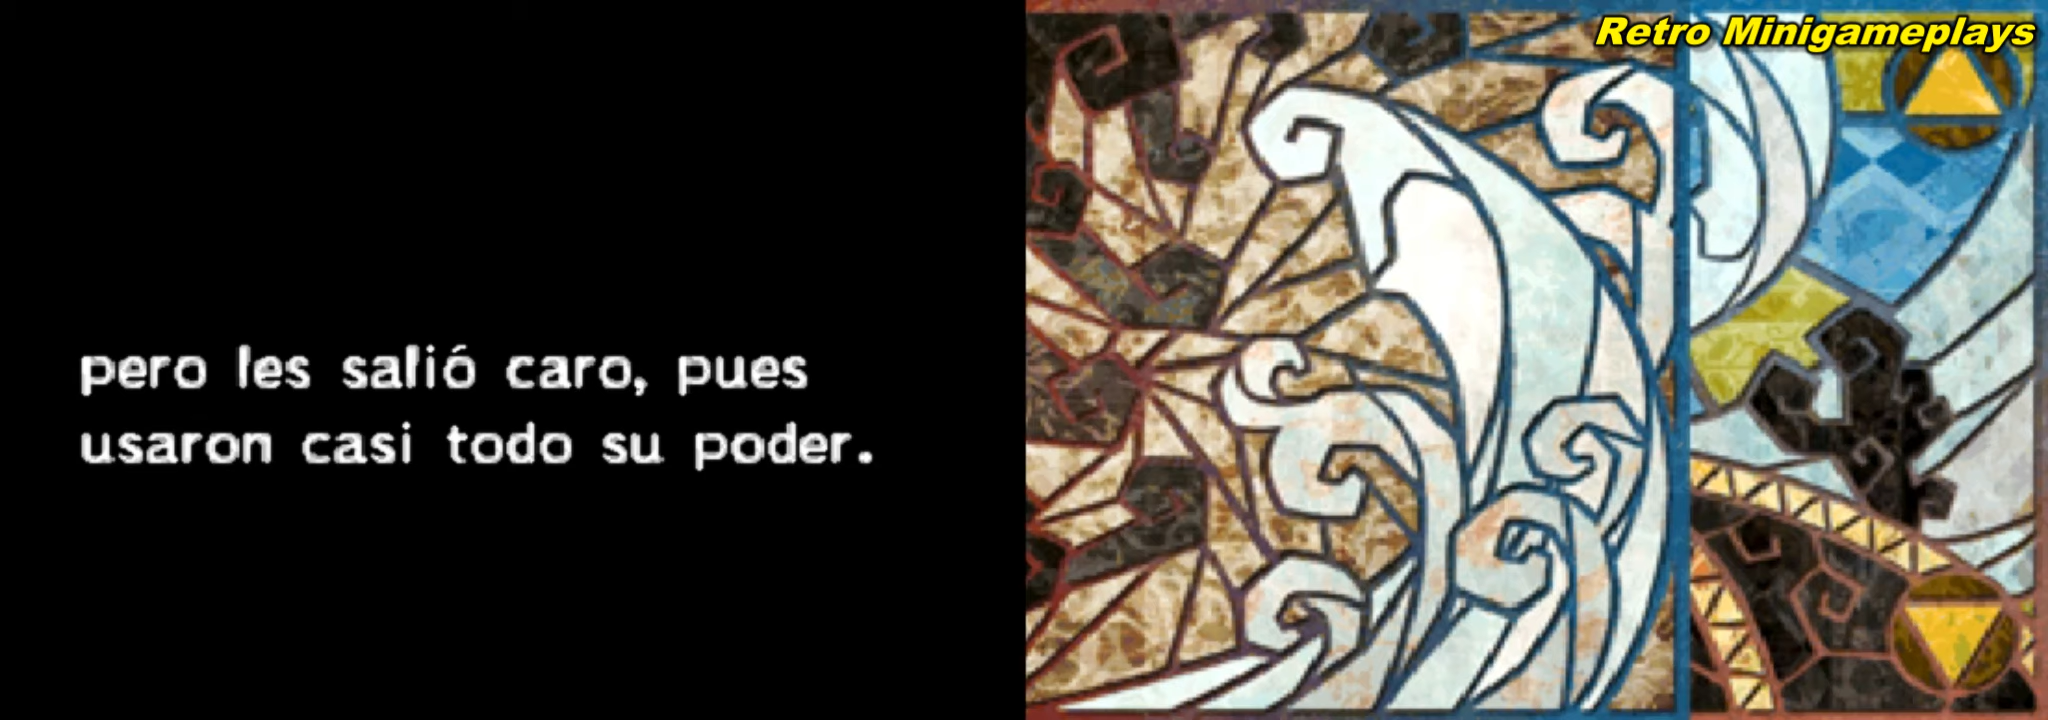 Retro Minigameplays
pero les salió caro, pues
usaron casi todo su poder.